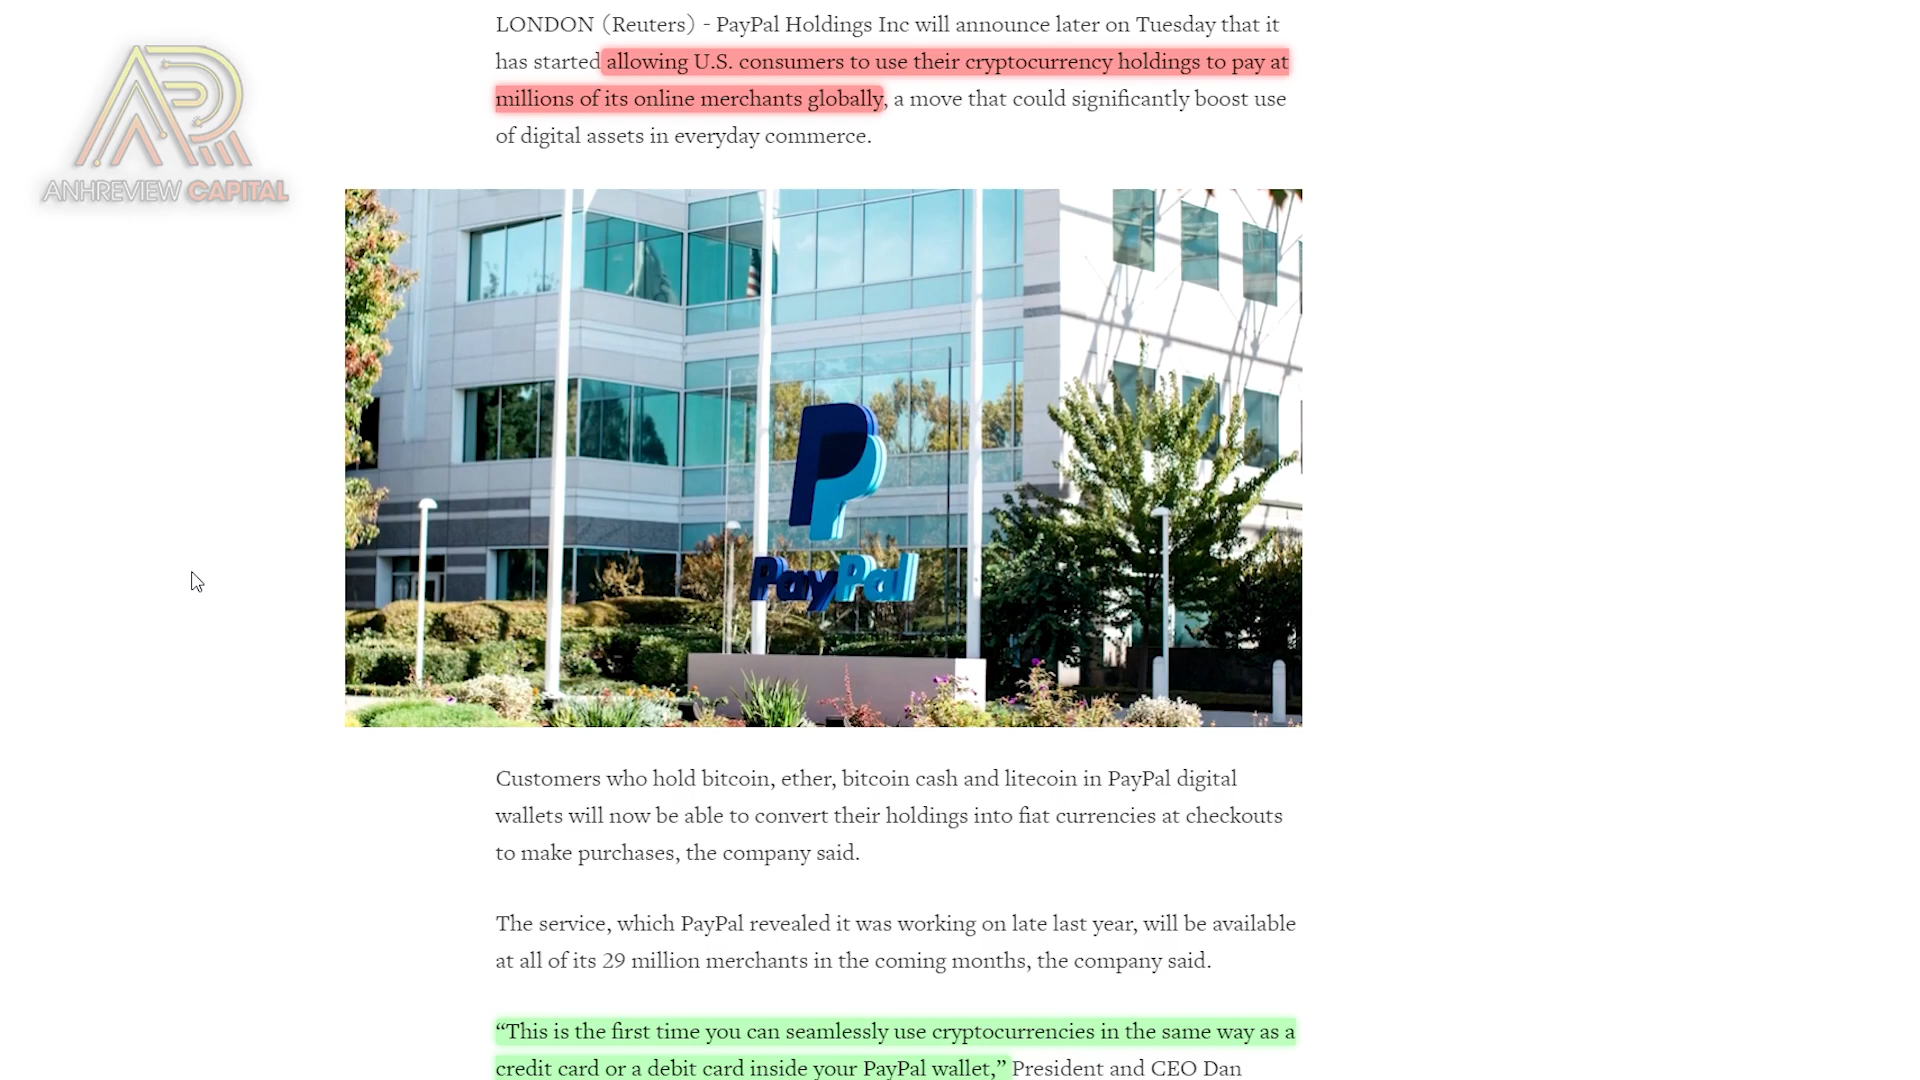 LONDON (Reuters) - PayPal Holdings Inc will announce later on Tuesday that it
has started allowing U.S. consumers to use their cryptocurrency holdings to pay at
millions of its online merchants globally, a move that could significantly boost use
of digital assets in everyday commerce.
ANHREVIEW CAPITAL
PayPal
Customers who hold bitcoin, ether, bitcoin cash and litecoin in PayPal digital
wallets will now be able to convert their holdings into fiat currencies at checkouts
to make purchases, the company said.
The service, which PayPal revealed it was working on late last year, will be available
at all of its 29 million merchants in the coming months, the company said.
“This is the first time you can seamlessly use cryptocurrencies in the same way as a
credit card or a debit card inside your PayPal wallet,” President and CEO Dan